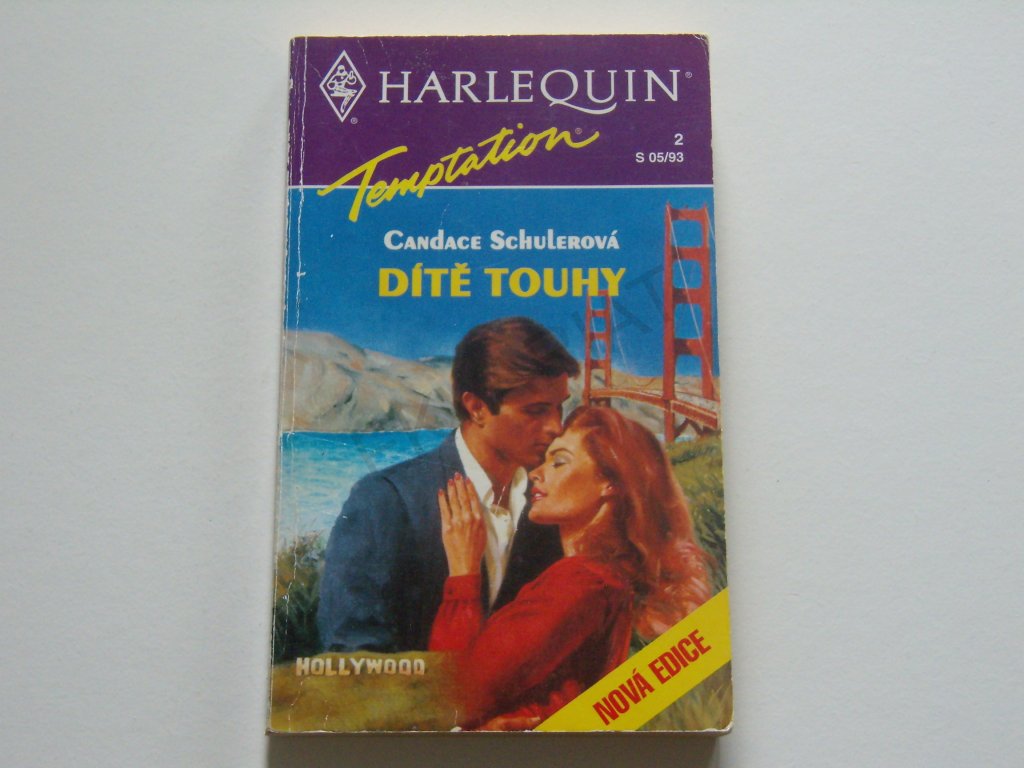 HARLEQUIN®
Temptation®
2
S 05/93
CANDACE SCHULEROVÁ
DÍTĚ TOUHY
HOLLYWOOD
NOVÁ EDICE